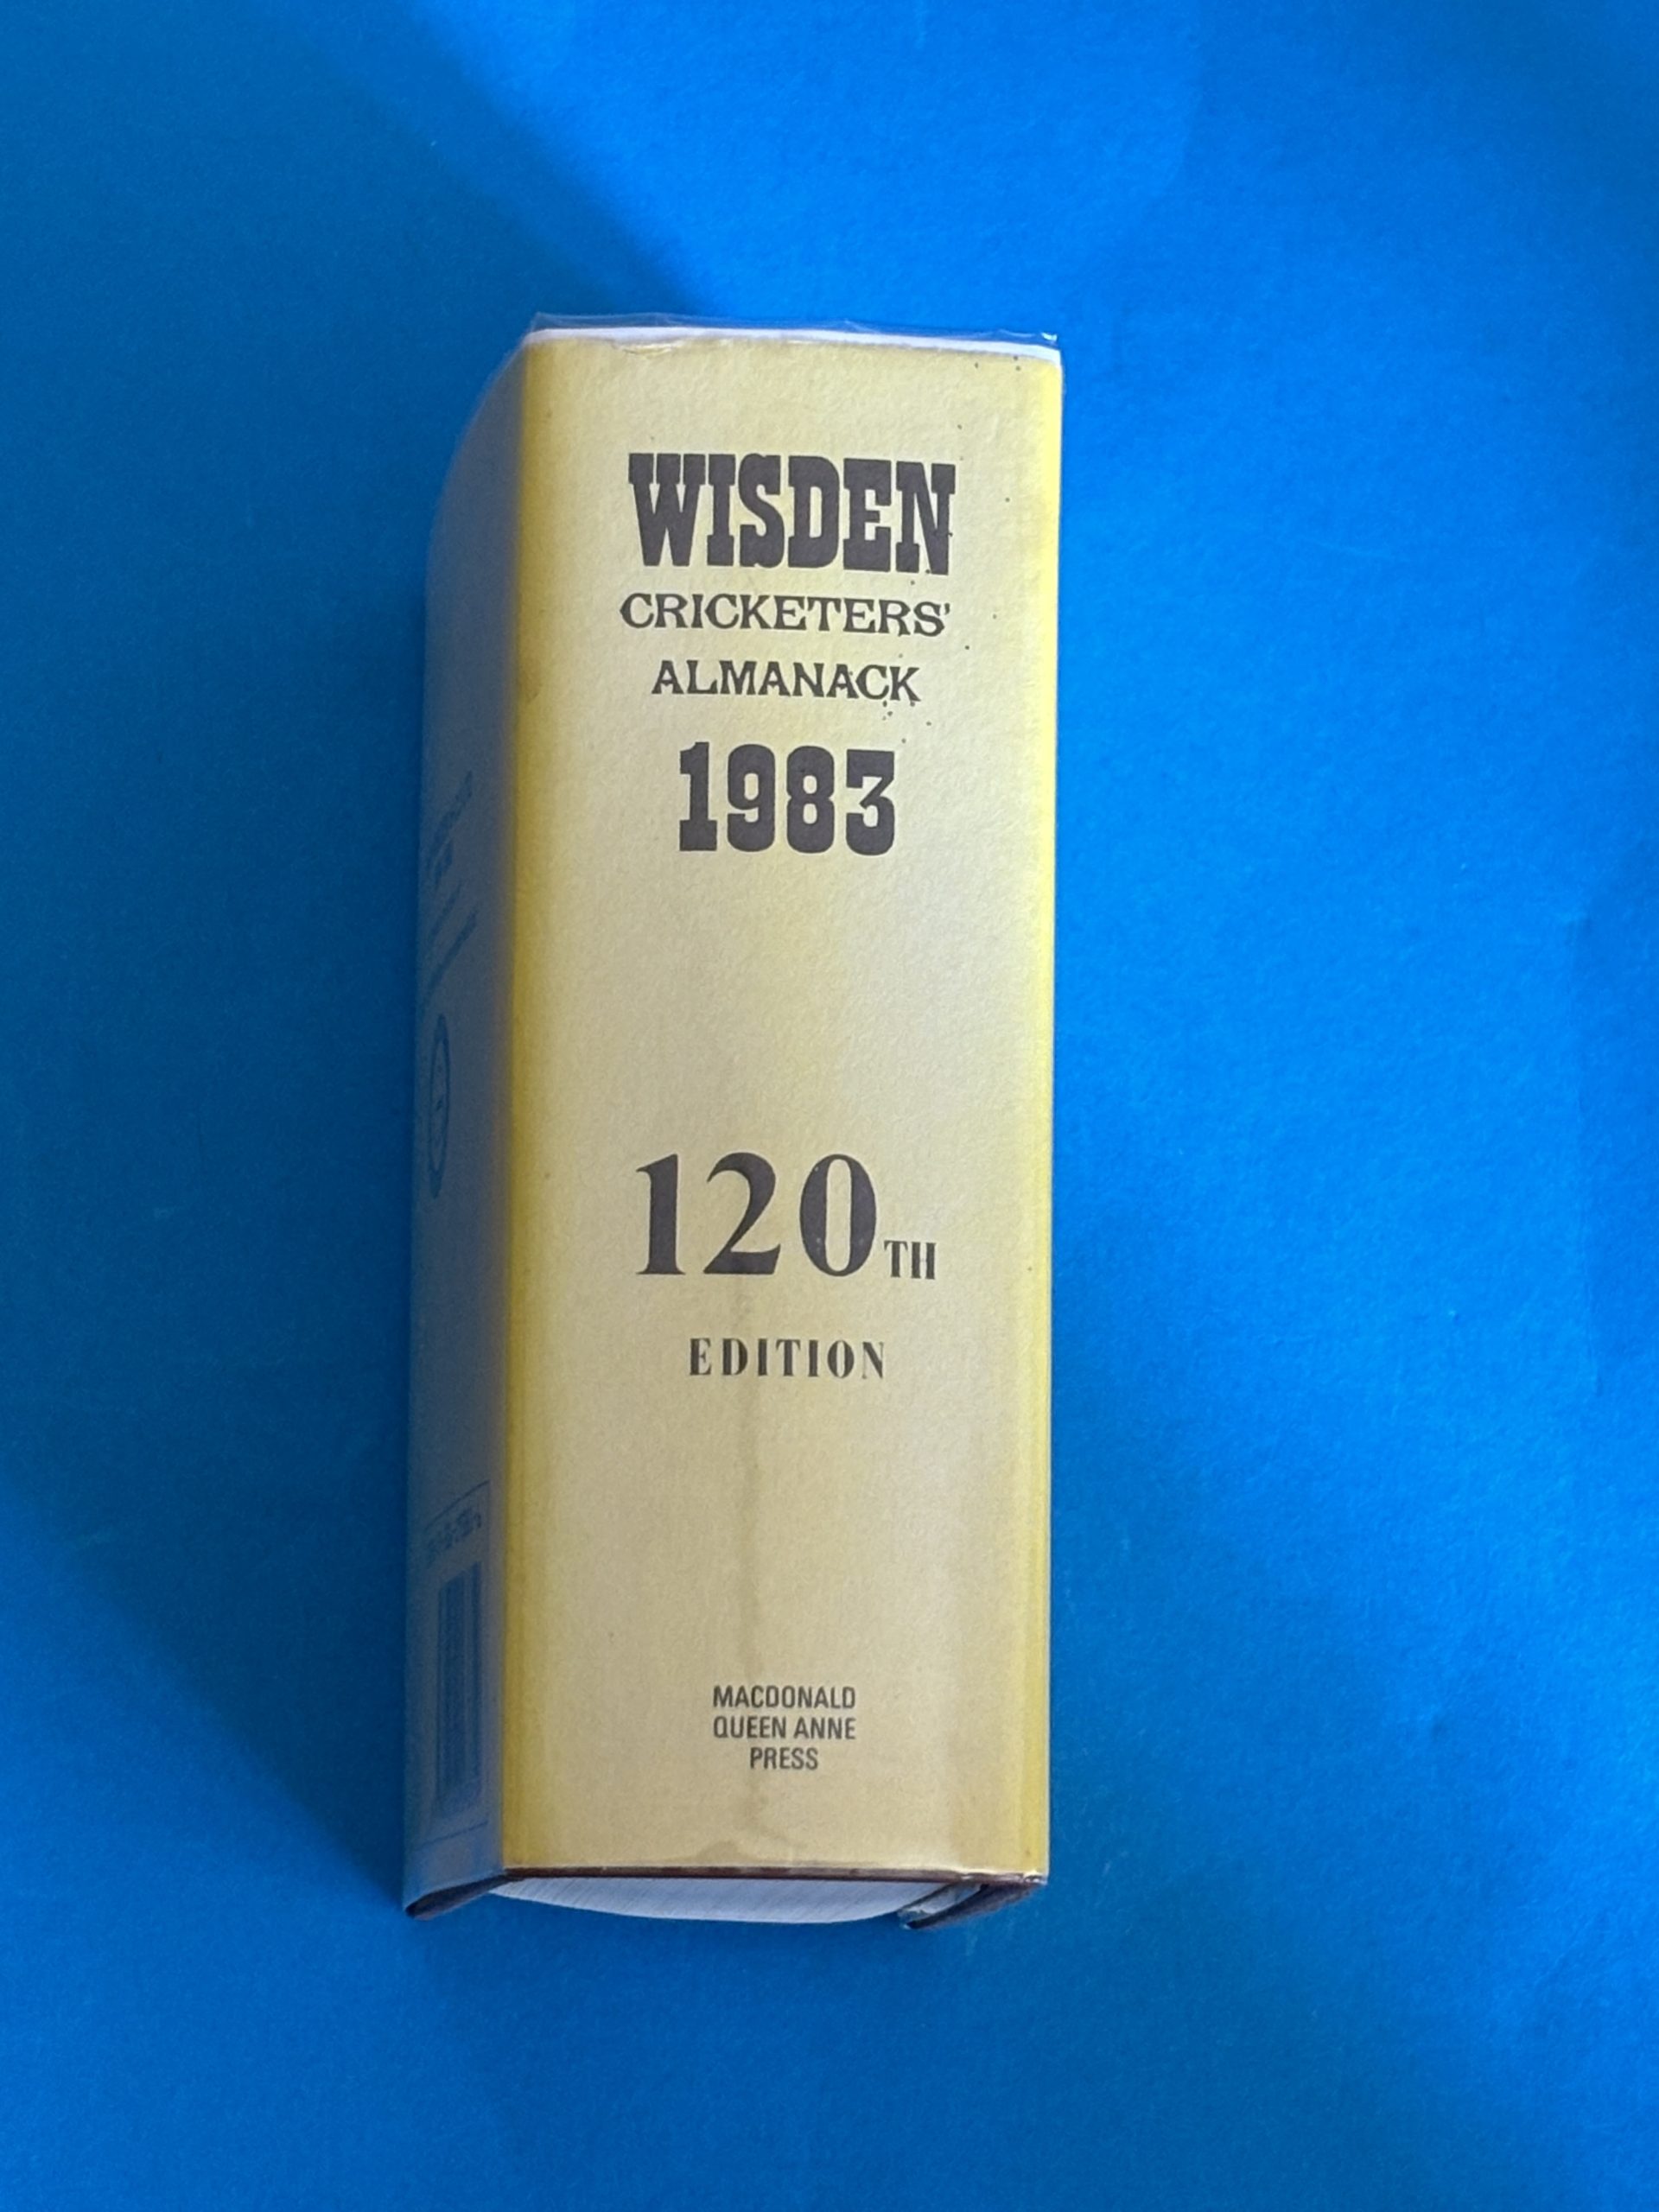 WISDEN
CRICKETERS'
ALMANACK
1983
120TH
EDITION
MACDONALD
QUEEN ANNE
PRESS